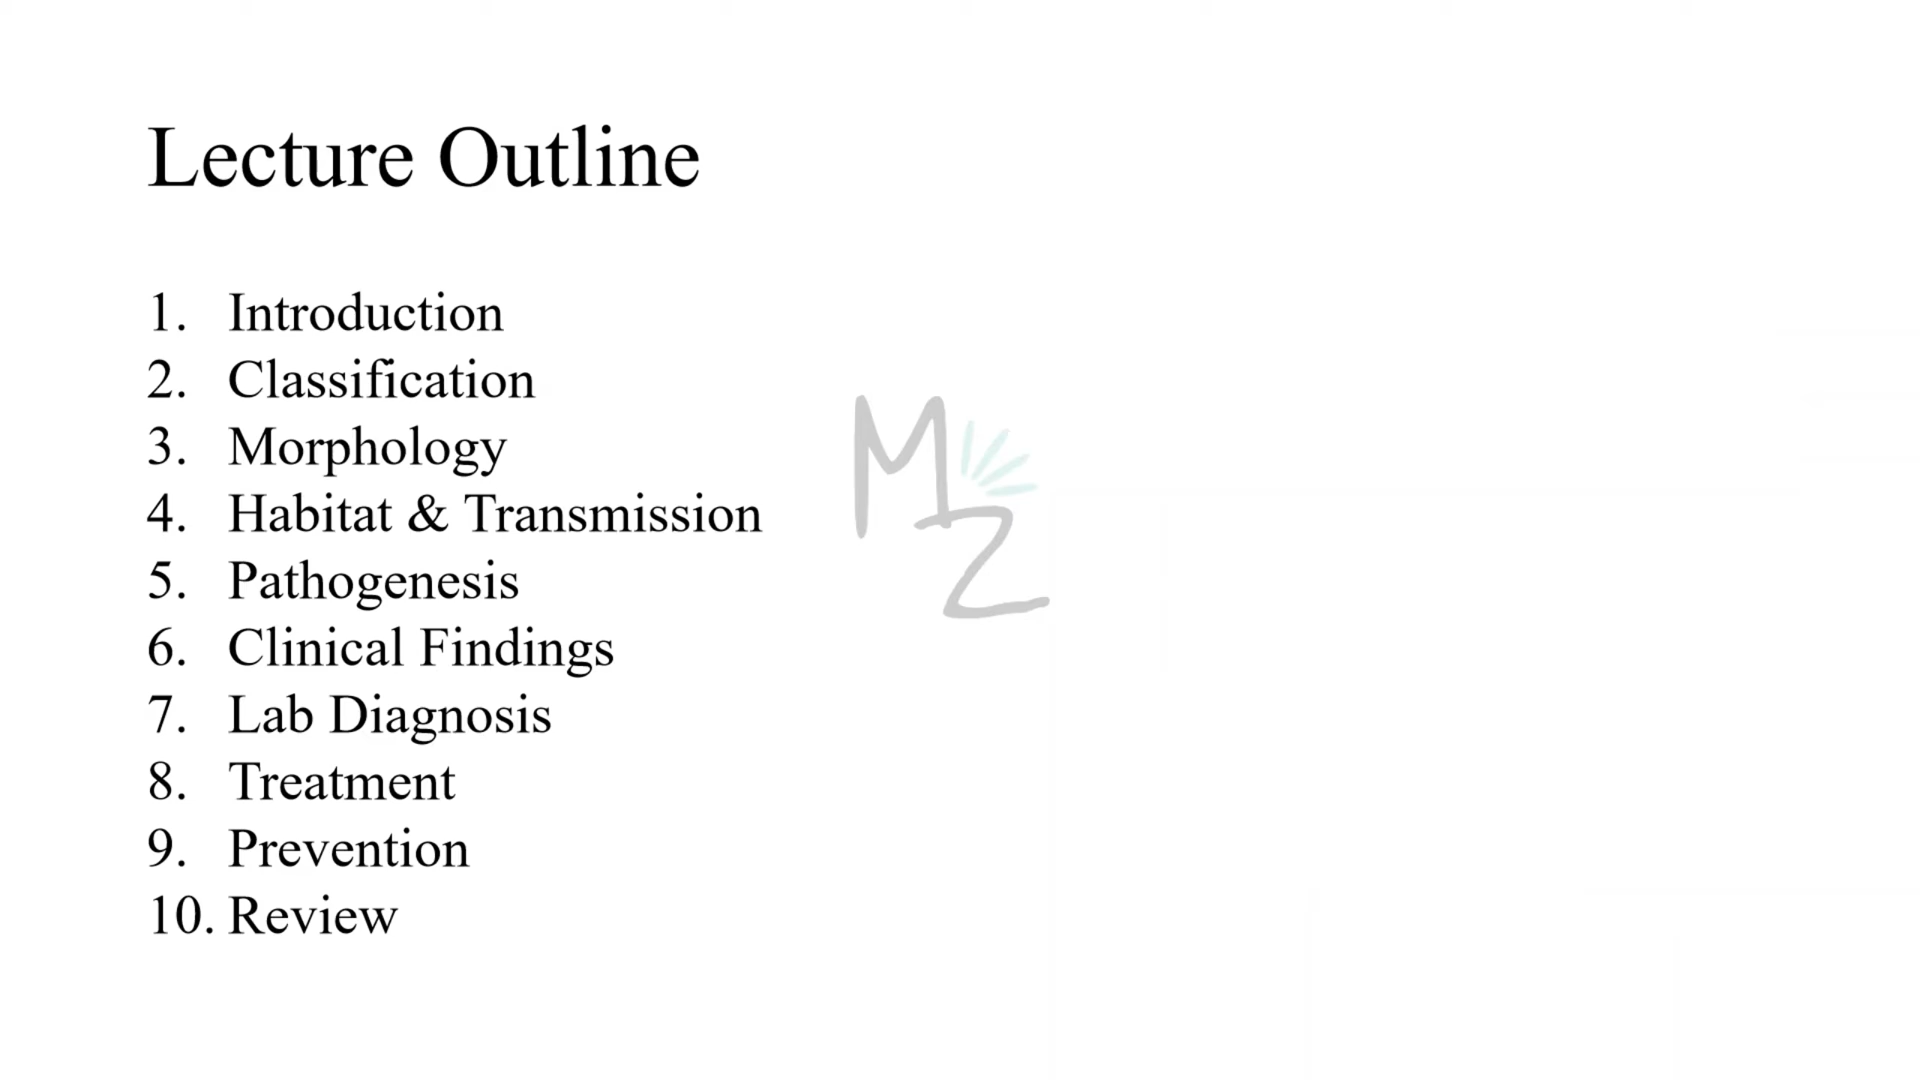 Lecture Outline
1. Introduction
2. Classification
3. Morphology
4. Habitat & Transmission
5. Pathogenesis
6. Clinical Findings
7. Lab Diagnosis
8. Treatment
9. Prevention
10. Review
MZ